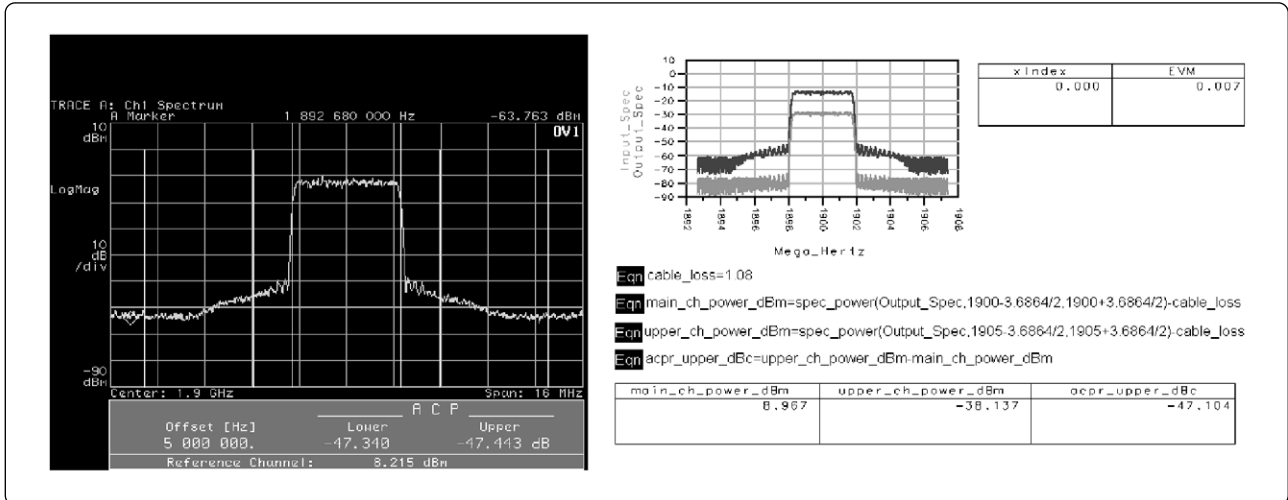 TRACE A: Ch1 Spectrum
A Marker 1 892 680 000 Hz -63.763 dBm
10
dBm
OV1
LogMag
10
dB
/div
-90
dBm
Center: 1.9 GHz Span: 16 MHz
A C P
Offset [Hz] Lower Upper
5 000 000. -47.340 -47.443 dB
Reference Channel: 8.215 dBm
Input_Spec
Output_Spec
10
0
-10
-20
-30
-40
-50
-60
-70
-80
-90
1892
1894
1896
1898
1900
1902
1904
1906
1908
Mega_Hertz
xIndex EVM
0.000 0.007
Eqn cable_loss=1.08
Eqn main_ch_power_dBm=spec_power(Output_Spec,1900-3.6864/2,1900+3.6864/2)-cable_loss
Eqn upper_ch_power_dBm=spec_power(Output_Spec,1905-3.6864/2,1905+3.6864/2)-cable_loss
Eqn acpr_upper_dBc=upper_ch_power_dBm-main_ch_power_dBm
main_ch_power_dBm upper_ch_power_dBm acpr_upper_dBc
8.967 -38.137 -47.104